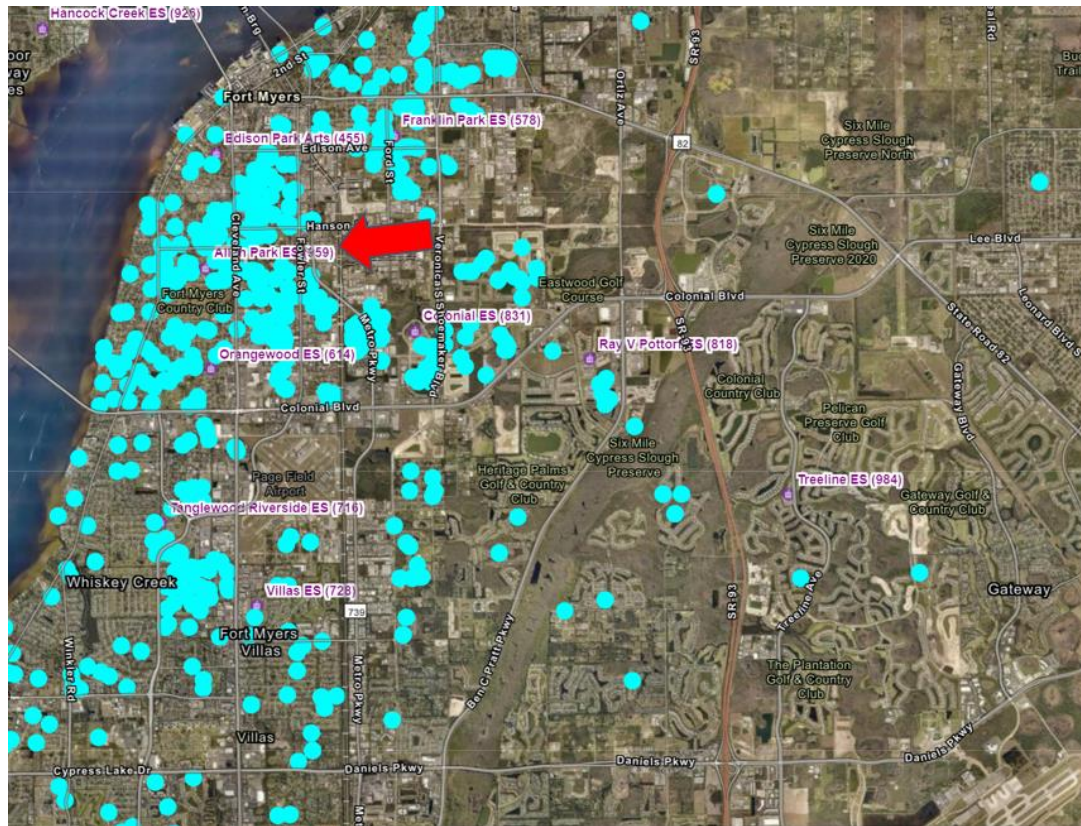 Hancock Creek ES (926)
2nd St
SR-93
Ortiz Ave
Fort Myers
Franklin Park ES (578)
Edison Park Arts (455)
Edison Ave
Ford St
82
Six Mile
Cypress Slough
Preserve North
Hanson
Cleveland Ave
Fowler St
Six Mile
Cypress Slough
Preserve 2020
Lee Blvd
Fort Myers
Country Club
Eastwood Golf
Course
Colonial Blvd
Metro Pkwy
Colonial ES (831)
Ray V Pottorf ES (818)
State Road 82
Orangewood ES (614)
Colonial Blvd
Colonial
Country Club
Gateway Blvd
Pelican
Preserve Golf
Club
Six Mile
Cypress Slough
Preserve
Heritage Palms
Golf & Country
Club
Page Field
Airport
Treeline ES (984)
Gateway Golf &
Country Club
Tanglewood Riverside ES (716)
Whiskey Creek
Villas ES (728)
739
SR-93
Treeline Ave
Gateway
Fort Myers
Villas
Winkler Rd
Metro Pkwy
Ben C Pratt Pkwy
The Plantation
Golf & Country
Club
Villas
Cypress Lake Dr
Daniels Pkwy
Daniels Pkwy
Daniels Pkwy